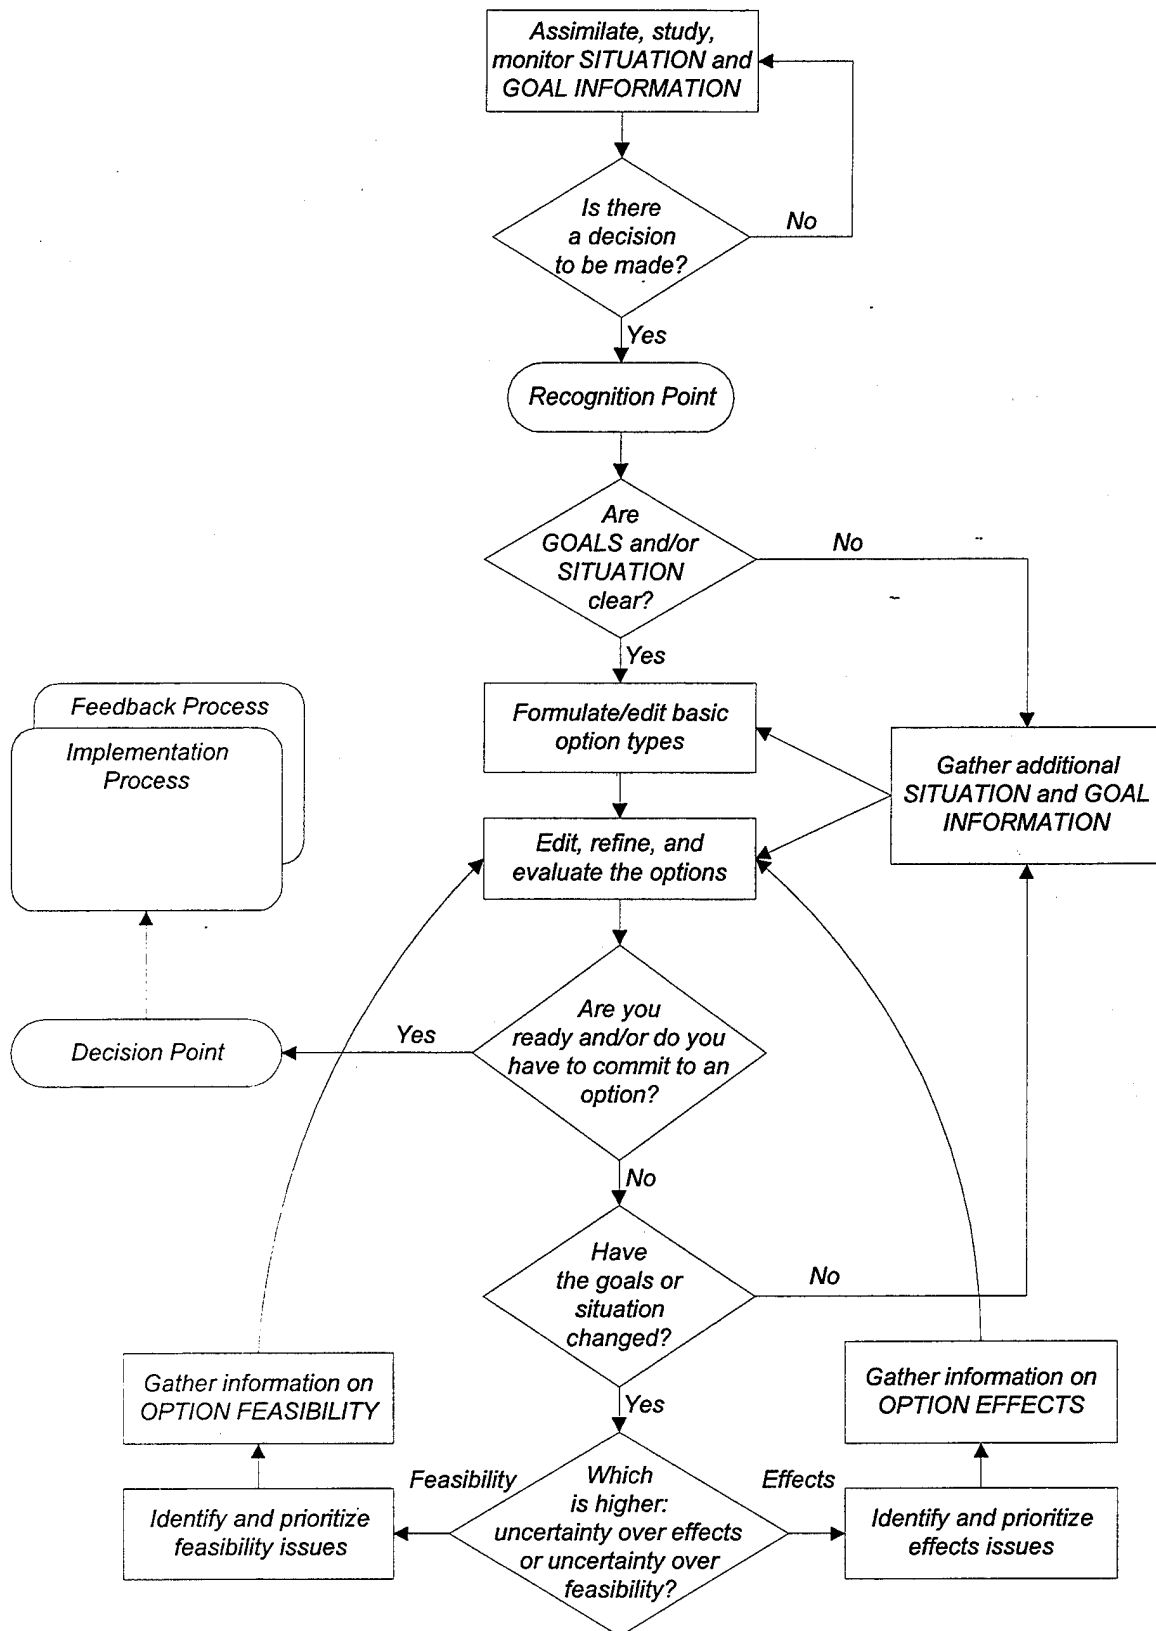 Assimilate, study,
monitor SITUATION and
GOAL INFORMATION
Is there
a decision
to be made?
No
Yes
Recognition Point
Are
GOALS and/or
SITUATION
clear?
No
Yes
Feedback Process
Implementation
Process
Formulate/edit basic
option types
Gather additional
SITUATION and GOAL
INFORMATION
Edit, refine, and
evaluate the options
Are you
ready and/or do you
have to commit to an
option?
Yes
Decision Point
No
Have
the goals or
situation
changed?
No
Yes
Gather information on
OPTION FEASIBILITY
Gather information on
OPTION EFFECTS
Feasibility
Which
is higher:
uncertainty over effects
or uncertainty over
feasibility?
Effects
Identify and prioritize
feasibility issues
Identify and prioritize
effects issues